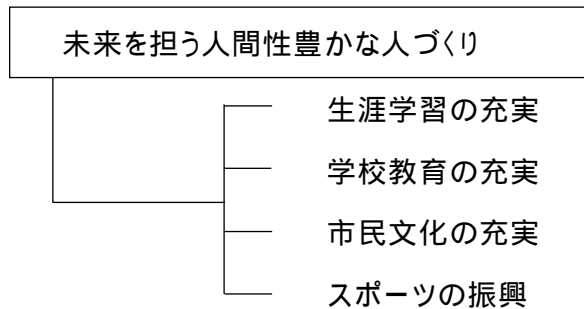 未来を担う人間性豊かな人づくり
生涯学習の充実
学校教育の充実
市民文化の充実
スポーツの振興